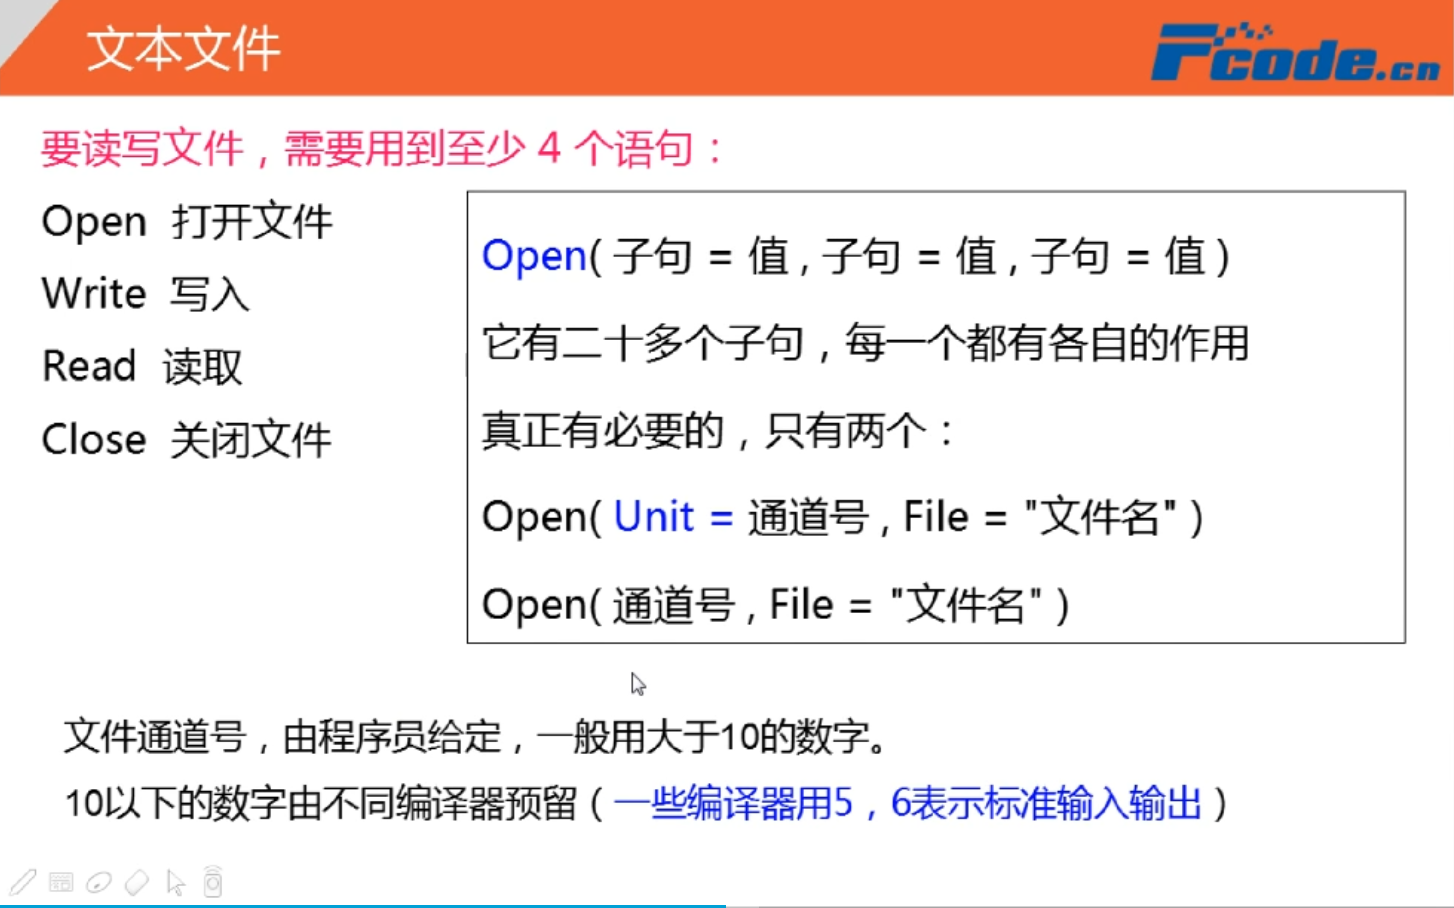 文本文件
Fcode.cn
要读写文件，需要用到至少 4 个语句：
Open 打开文件
Write 写入
Read 读取
Close 关闭文件
Open( 子句 = 值 , 子句 = 值 , 子句 = 值 )
它有二十多个子句，每一个都有各自的作用
真正有必要的，只有两个：
Open( Unit = 通道号 , File = "文件名" )
Open( 通道号 , File = "文件名" )
文件通道号，由程序员给定，一般用大于10的数字。
10以下的数字由不同编译器预留（一些编译器用5，6表示标准输入输出）